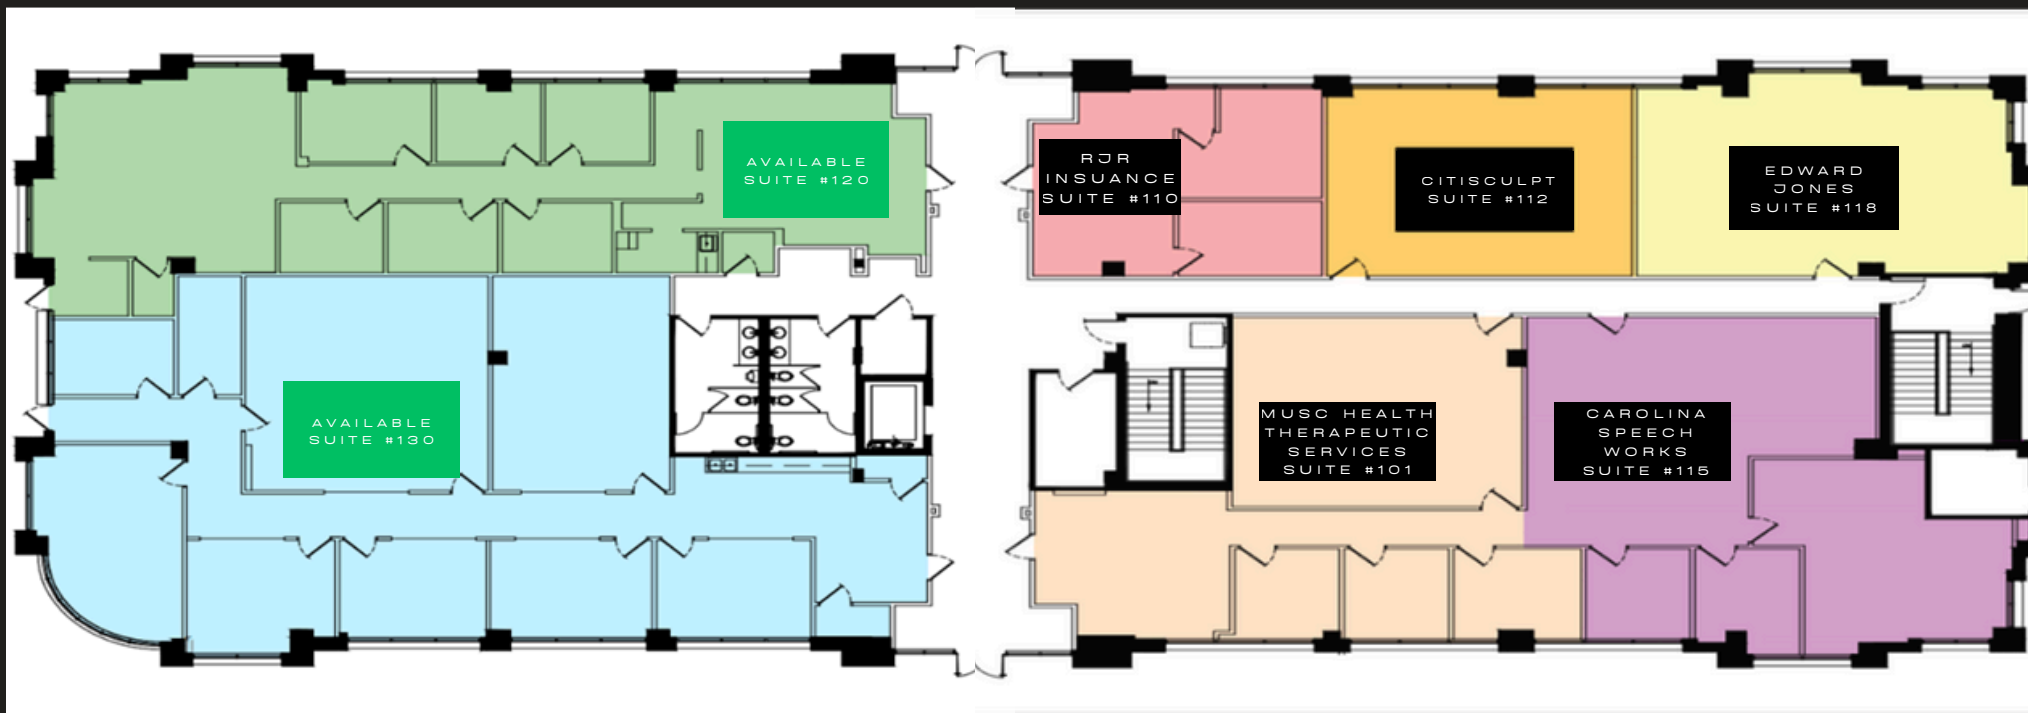 AVAILABLE
SUITE #120
RJR
INSUANCE
SUITE #110
CITISCULPT
SUITE #112
EDWARD
JONES
SUITE #118
AVAILABLE
SUITE #130
MUSC HEALTH
THERAPEUTIC
SERVICES
SUITE #101
CAROLINA
SPEECH
WORKS
SUITE #115